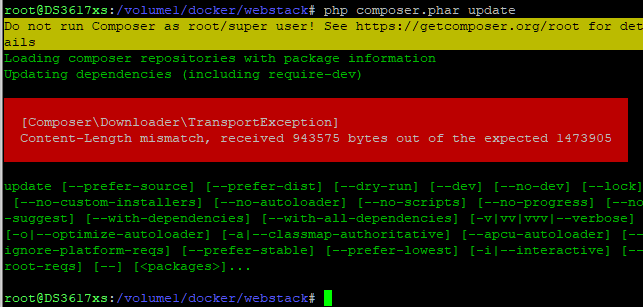 root@DS3617xs:/volume1/docker/webstack# php composer.phar update
Do not run Composer as root/super user! See https://getcomposer.org/root for det
ails
Loading composer repositories with package information
Updating dependencies (including require-dev)
[Composer\Downloader\TransportException]
Content-Length mismatch, received 943575 bytes out of the expected 1473905
update [--prefer-source] [--prefer-dist] [--dry-run] [--dev] [--no-dev] [--lock]
[--no-custom-installers] [--no-autoloader] [--no-scripts] [--no-progress] [--no
-suggest] [--with-dependencies] [--with-all-dependencies] [-v|vv|vvv|--verbose]
[-o|--optimize-autoloader] [-a|--classmap-authoritative] [--apcu-autoloader] [--
ignore-platform-reqs] [--prefer-stable] [--prefer-lowest] [-i|--interactive] [--
root-reqs] [--] [<packages>]...
root@DS3617xs:/volume1/docker/webstack#